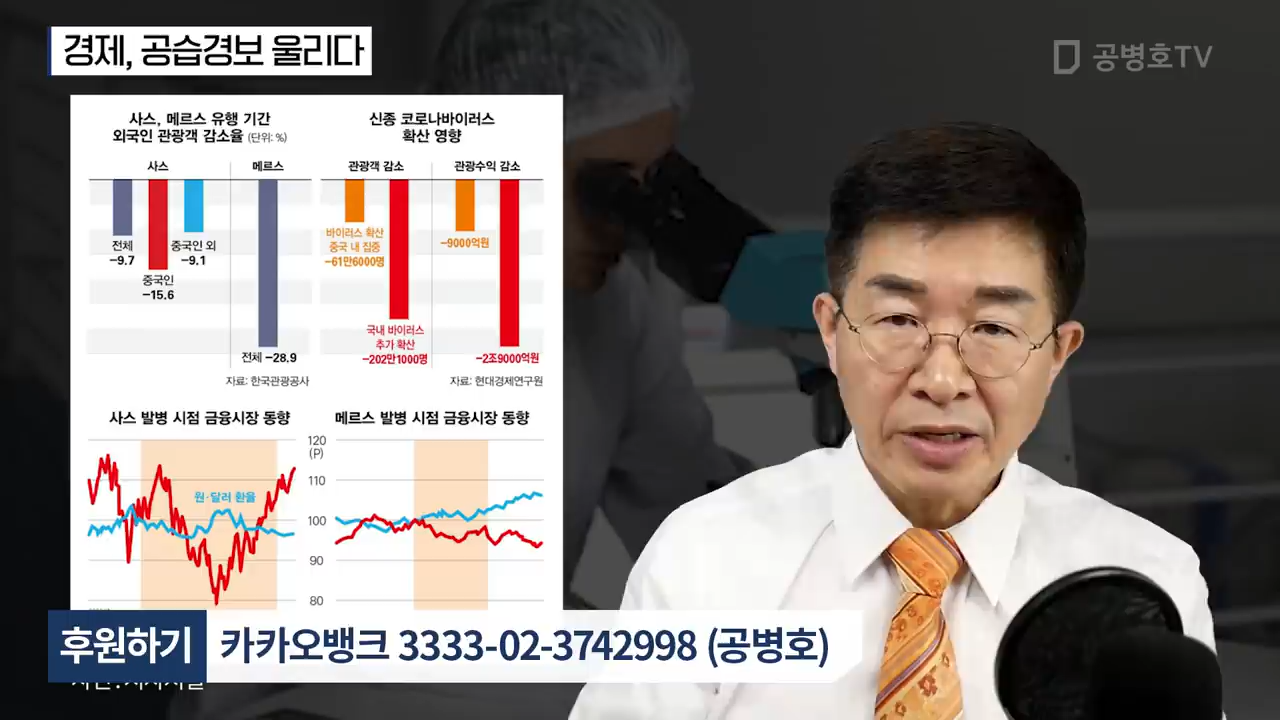 경제, 공습경보 울리다
공병호TV
사스, 메르스 유행 기간
외국인 관광객 감소율 (단위: %)
사스
메르스
전체
-9.7
중국인
-15.6
중국인 외
-9.1
전체 -28.9
자료: 한국관광공사
신종 코로나바이러스
확산 영향
관광객 감소
관광수익 감소
바이러스 확산
중국 내 집중
-61만6000명
국내 바이러스
추가 확산
-202만1000명
-9000억원
-2조9000억원
자료: 현대경제연구원
사스 발병 시점 금융시장 동향
원·달러 환율
메르스 발병 시점 금융시장 동향
120
(P)
110
100
90
80
후원하기
카카오뱅크 3333-02-3742998 (공병호)